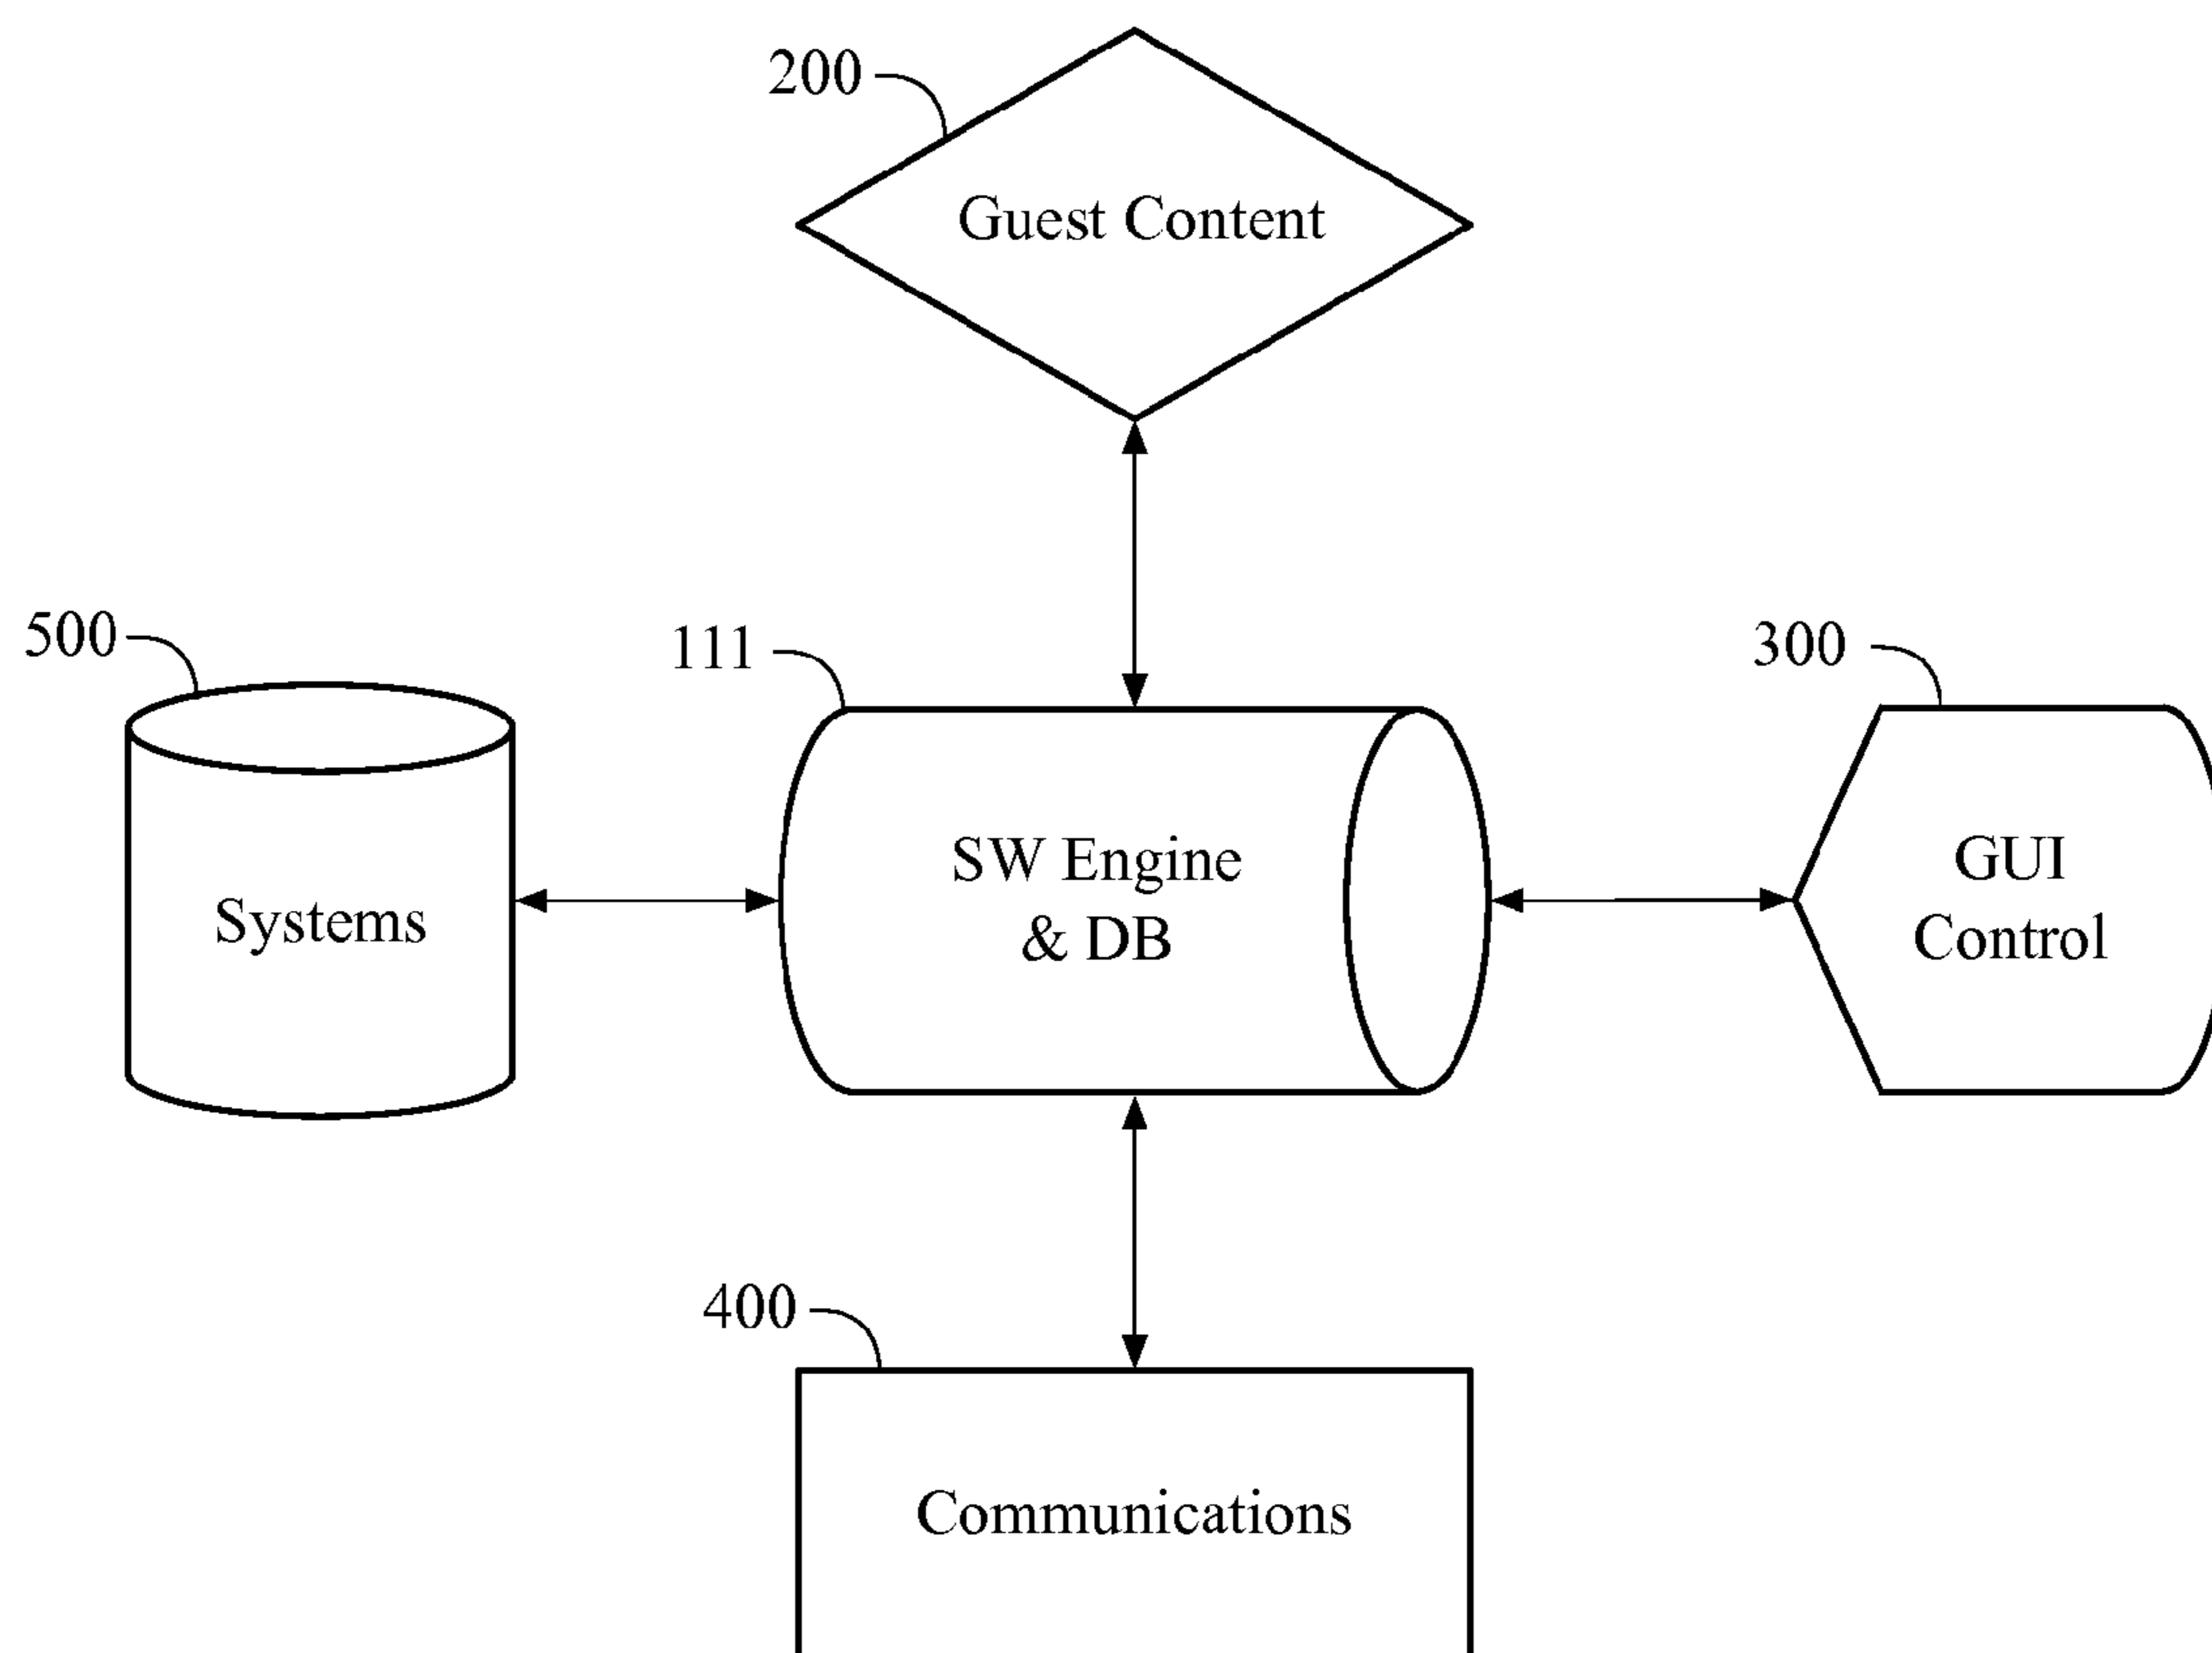 200
Guest Content
500
111
300
SW Engine
& DB
GUI
Control
Systems
400
Communications